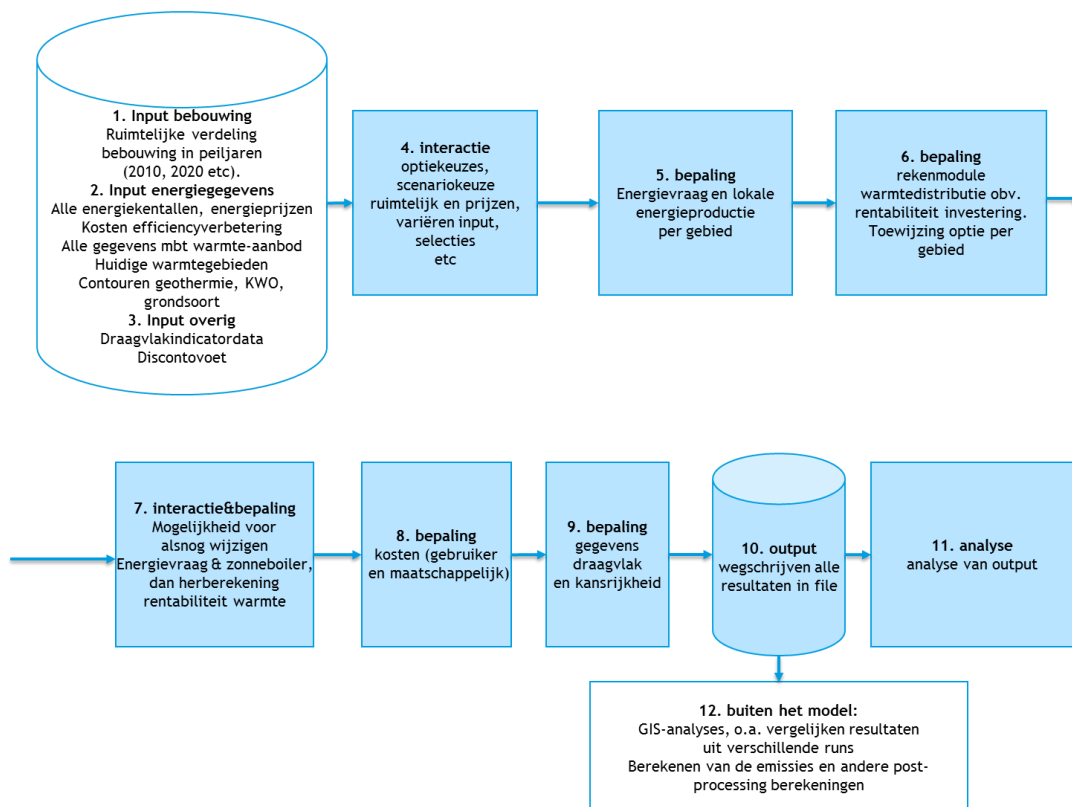 1. Input bebouwing
Ruimtelijke verdeling
bebouwing in peiljaren
(2010, 2020 etc).
2. Input energiegegevens
Alle energiekentallen, energieprijzen
Kosten efficiencyverbetering
Alle gegevens mbt warmte-aanbod
Huidige warmtegebieden
Contouren geothermie, KWO,
grondsoort
3. Input overig
Draagvlakindicatordata
Discontovoet
4. interactie
optiekeuzes,
scenariokeuze
ruimtelijk en prijzen,
variëren input,
selecties
etc
5. bepaling
Energievraag en lokale
energieproductie
per gebied
6. bepaling
rekenmodule
warmtedistributie obv.
rentabiliteit investering.
Toewijzing optie per
gebied
7. interactie&bepaling
Mogelijkheid voor
alsnog wijzigen
Energievraag & zonneboiler,
dan herberekening
rentabiliteit warmte
8. bepaling
kosten (gebruiker
en maatschappelijk)
9. bepaling
gegevens
draagvlak
en kansrijkheid
10. output
wegschrijven alle
resultaten in file
11. analyse
analyse van output
12. buiten het model:
GIS-analyses, o.a. vergelijken resultaten
uit verschillende runs
Berekenen van de emissies en andere post-
processing berekeningen